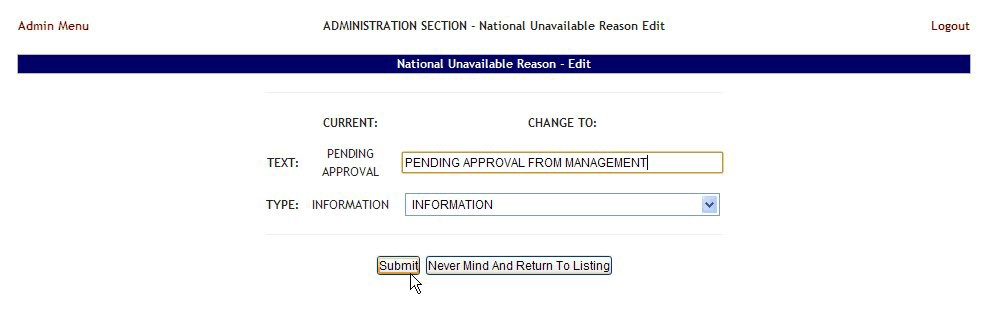 Admin Menu
ADMINISTRATION SECTION - National Unavailable Reason Edit
Logout
National Unavailable Reason - Edit
CURRENT:
CHANGE TO:
TEXT:
PENDING
APPROVAL
PENDING APPROVAL FROM MANAGEMENT
TYPE:
INFORMATION
INFORMATION
Submit
Never Mind And Return To Listing